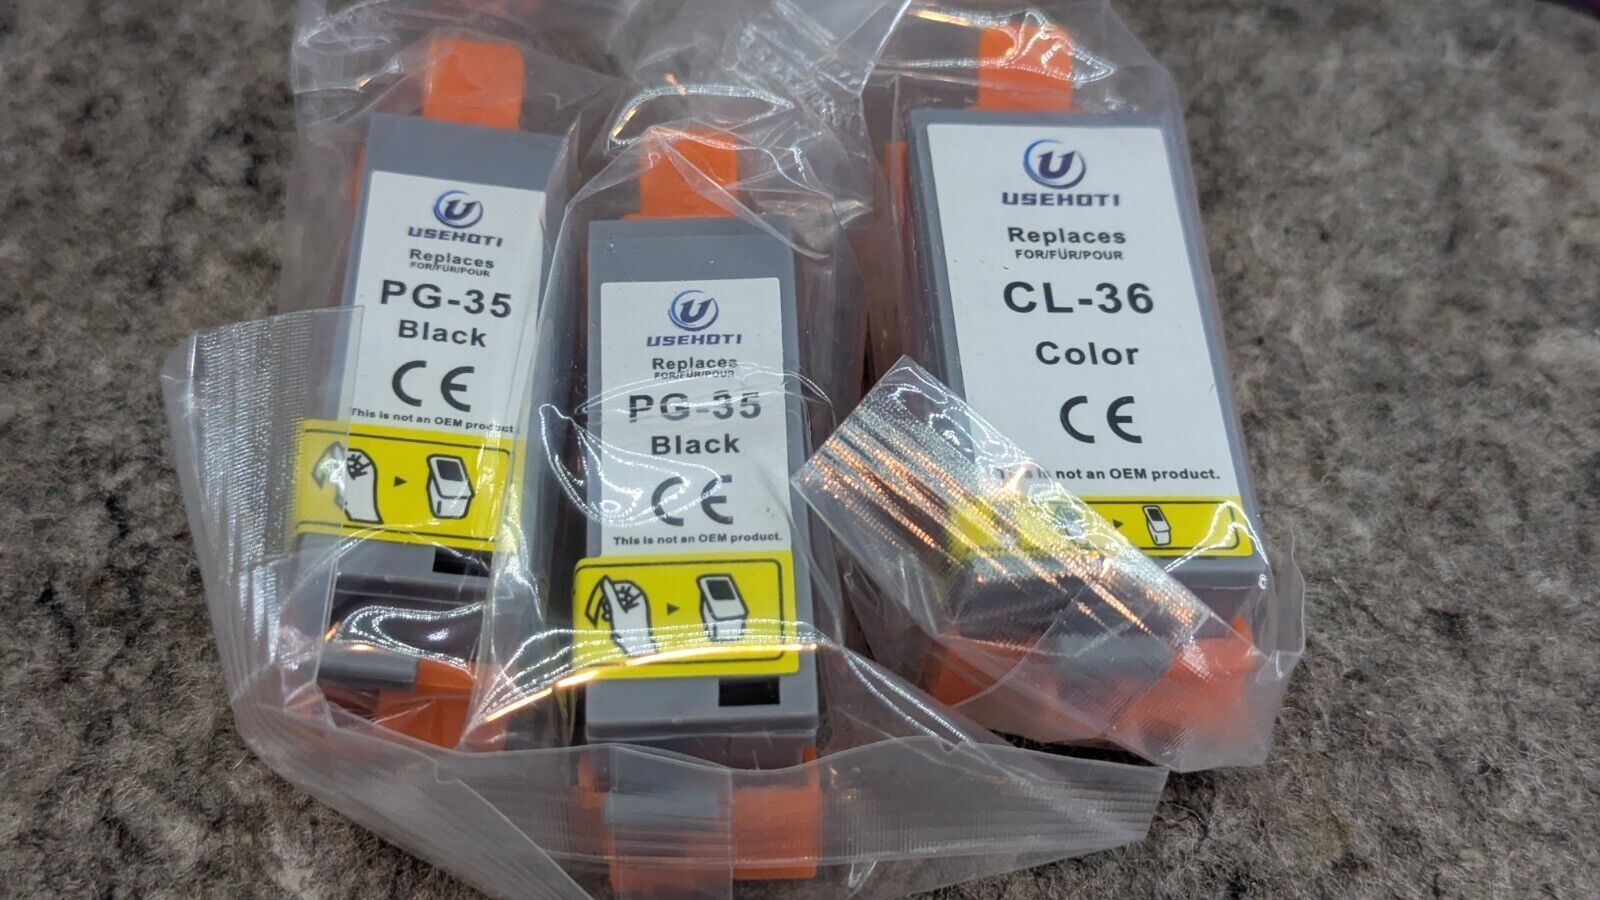 USEHOTI
Replaces
FOR/FÜR/POUR
PG-35
Black
CE
This is not an OEM product.
USEHOTI
Replaces
FOR/FÜR/POUR
PG-35
Black
CE
This is not an OEM product.
USEHOTI
Replaces
FOR/FÜR/POUR
CL-36
Color
CE
This is not an OEM product.